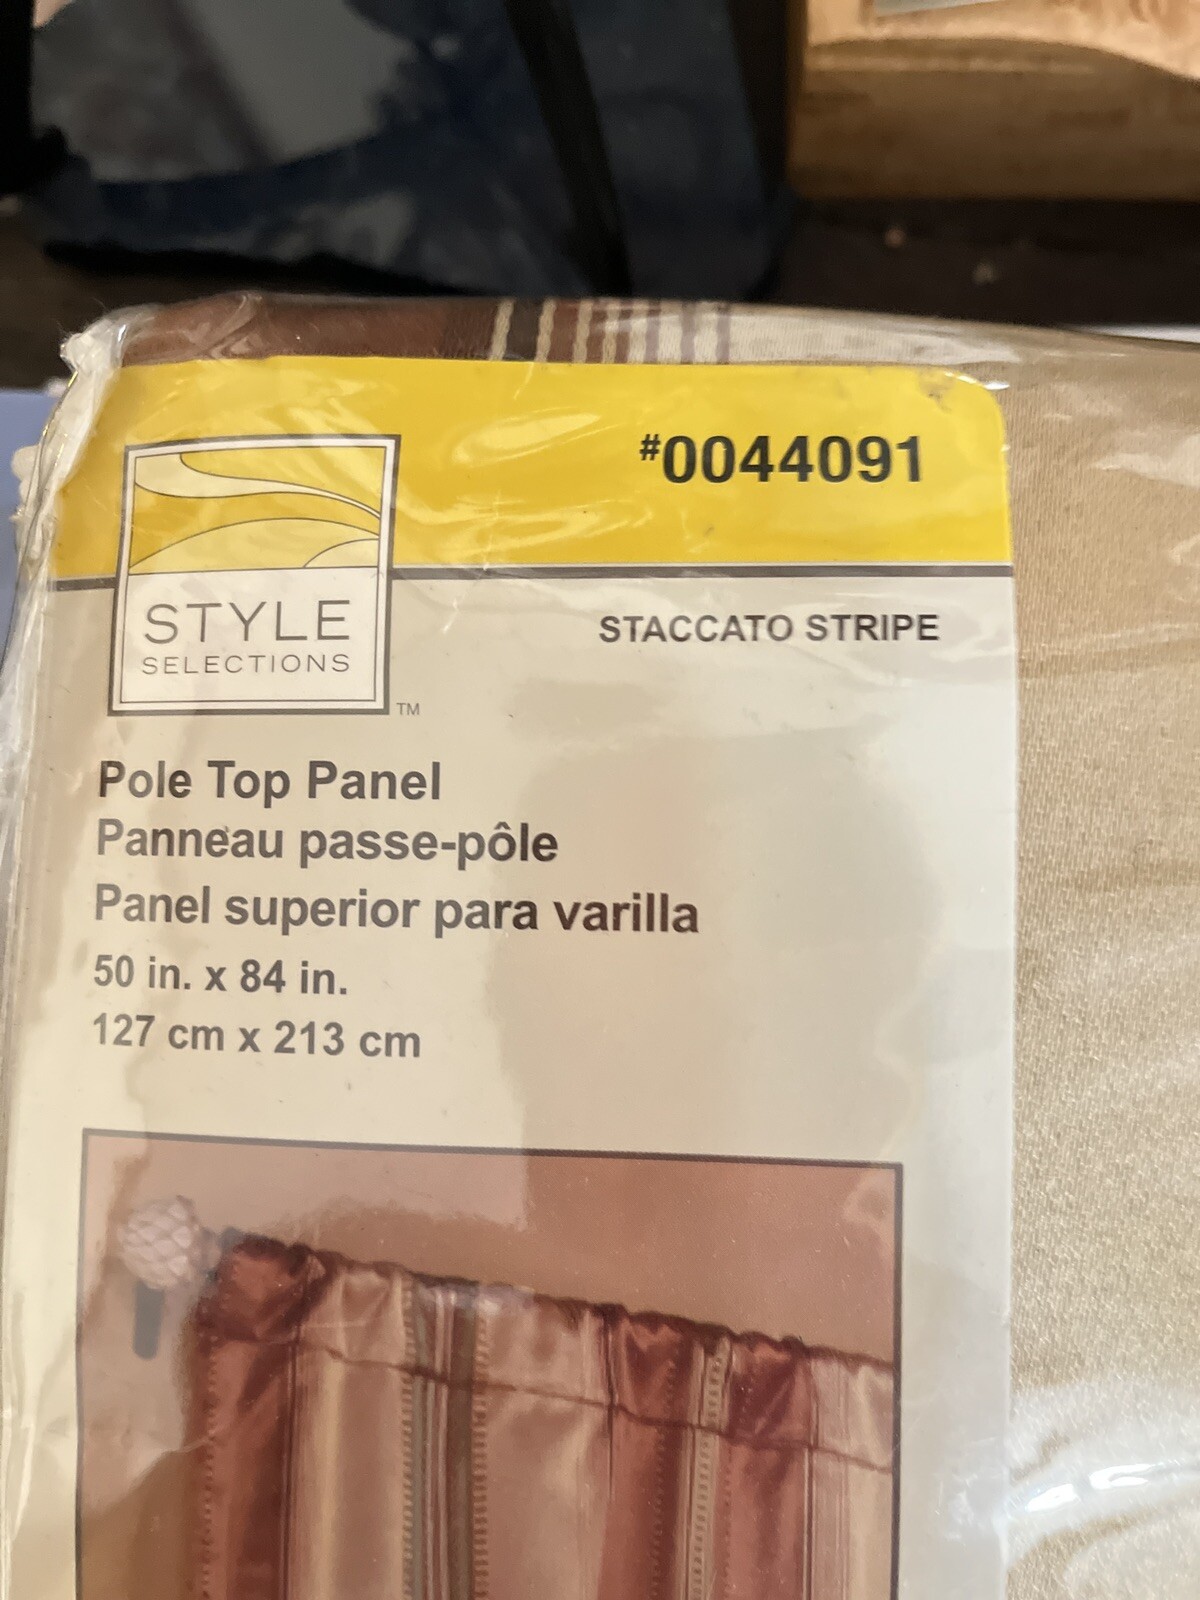 #0044091
STYLE
SELECTIONS
TM
STACCATO STRIPE
Pole Top Panel
Panneau passe-pôle
Panel superior para varilla
50 in. x 84 in.
127 cm x 213 cm